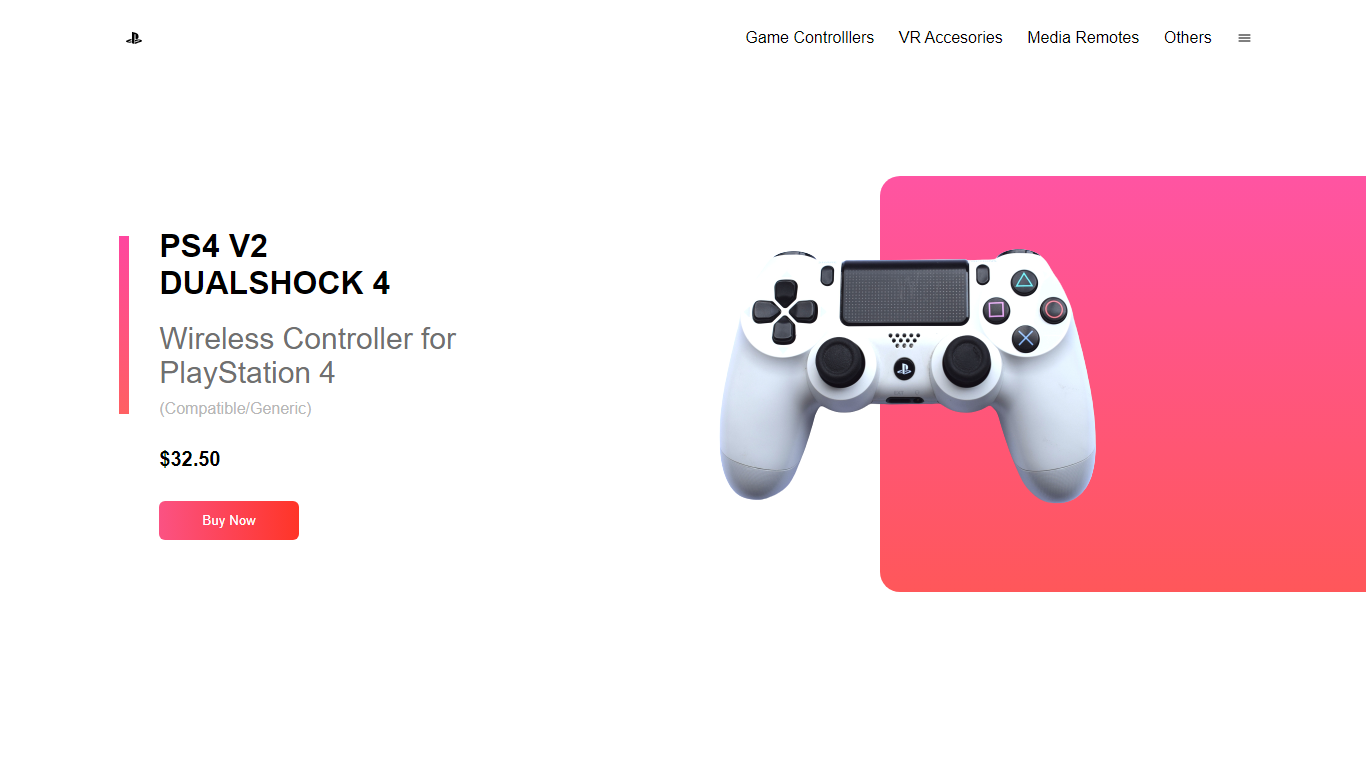 Game Controlllers VR Accesories Media Remotes Others
PS4 V2
DUALSHOCK 4
Wireless Controller for
PlayStation 4
(Compatible/Generic)
$32.50
Buy Now